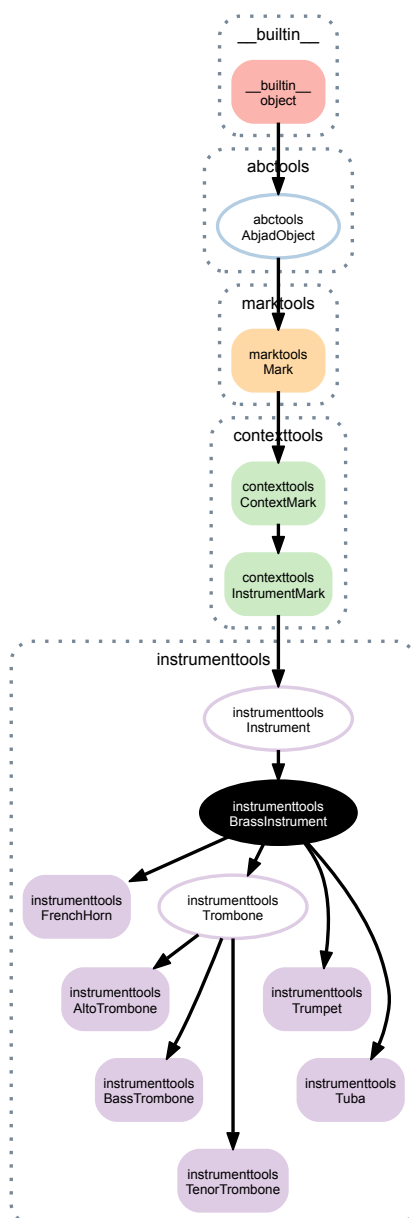 __builtin__
__builtin__
object
abctools
abctools
AbjadObject
marktools
marktools
Mark
contexttools
contexttools
ContextMark
contexttools
InstrumentMark
instrumenttools
instrumenttools
Instrument
instrumenttools
BrassInstrument
instrumenttools
FrenchHorn
instrumenttools
Trombone
instrumenttools
AltoTrombone
instrumenttools
Trumpet
instrumenttools
BassTrombone
instrumenttools
Tuba
instrumenttools
TenorTrombone